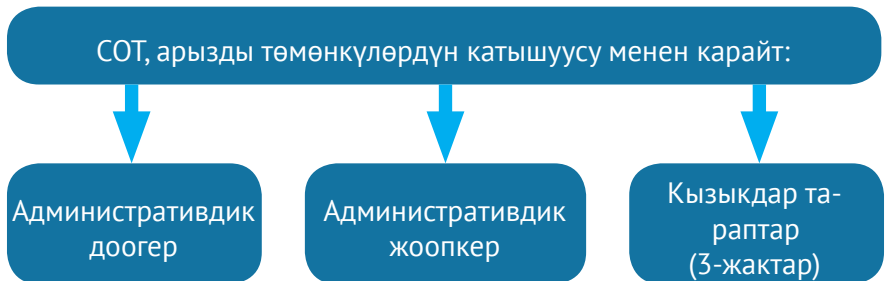 СОТ, арызды төмөнкүлөрдүн катышуусу менен карайт:
Административдик
доогер
Административдик
жоопкер
Кызыкдар та-
раптар
(3-жактар)